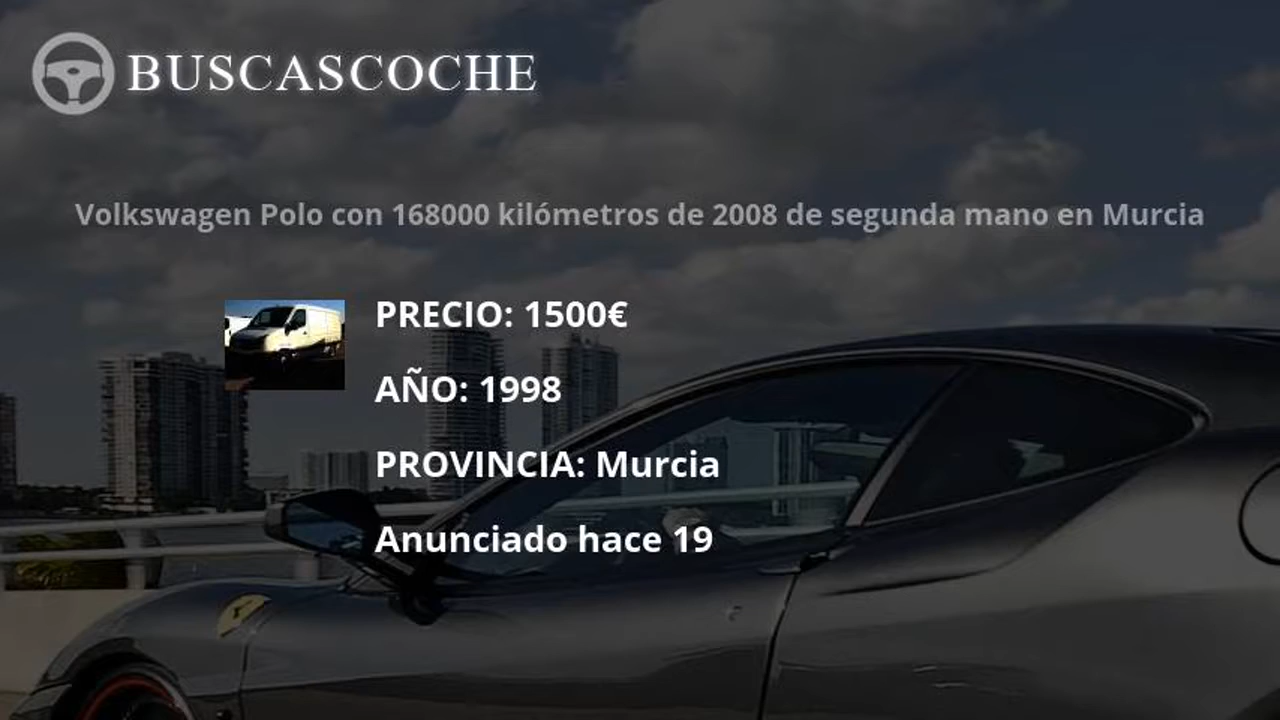 BUSCASCOCHE
Volkswagen Polo con 168000 kilómetros de 2008 de segunda mano en Murcia
PRECIO: 1500€
AÑO: 1998
PROVINCIA: Murcia
Anunciado hace 19